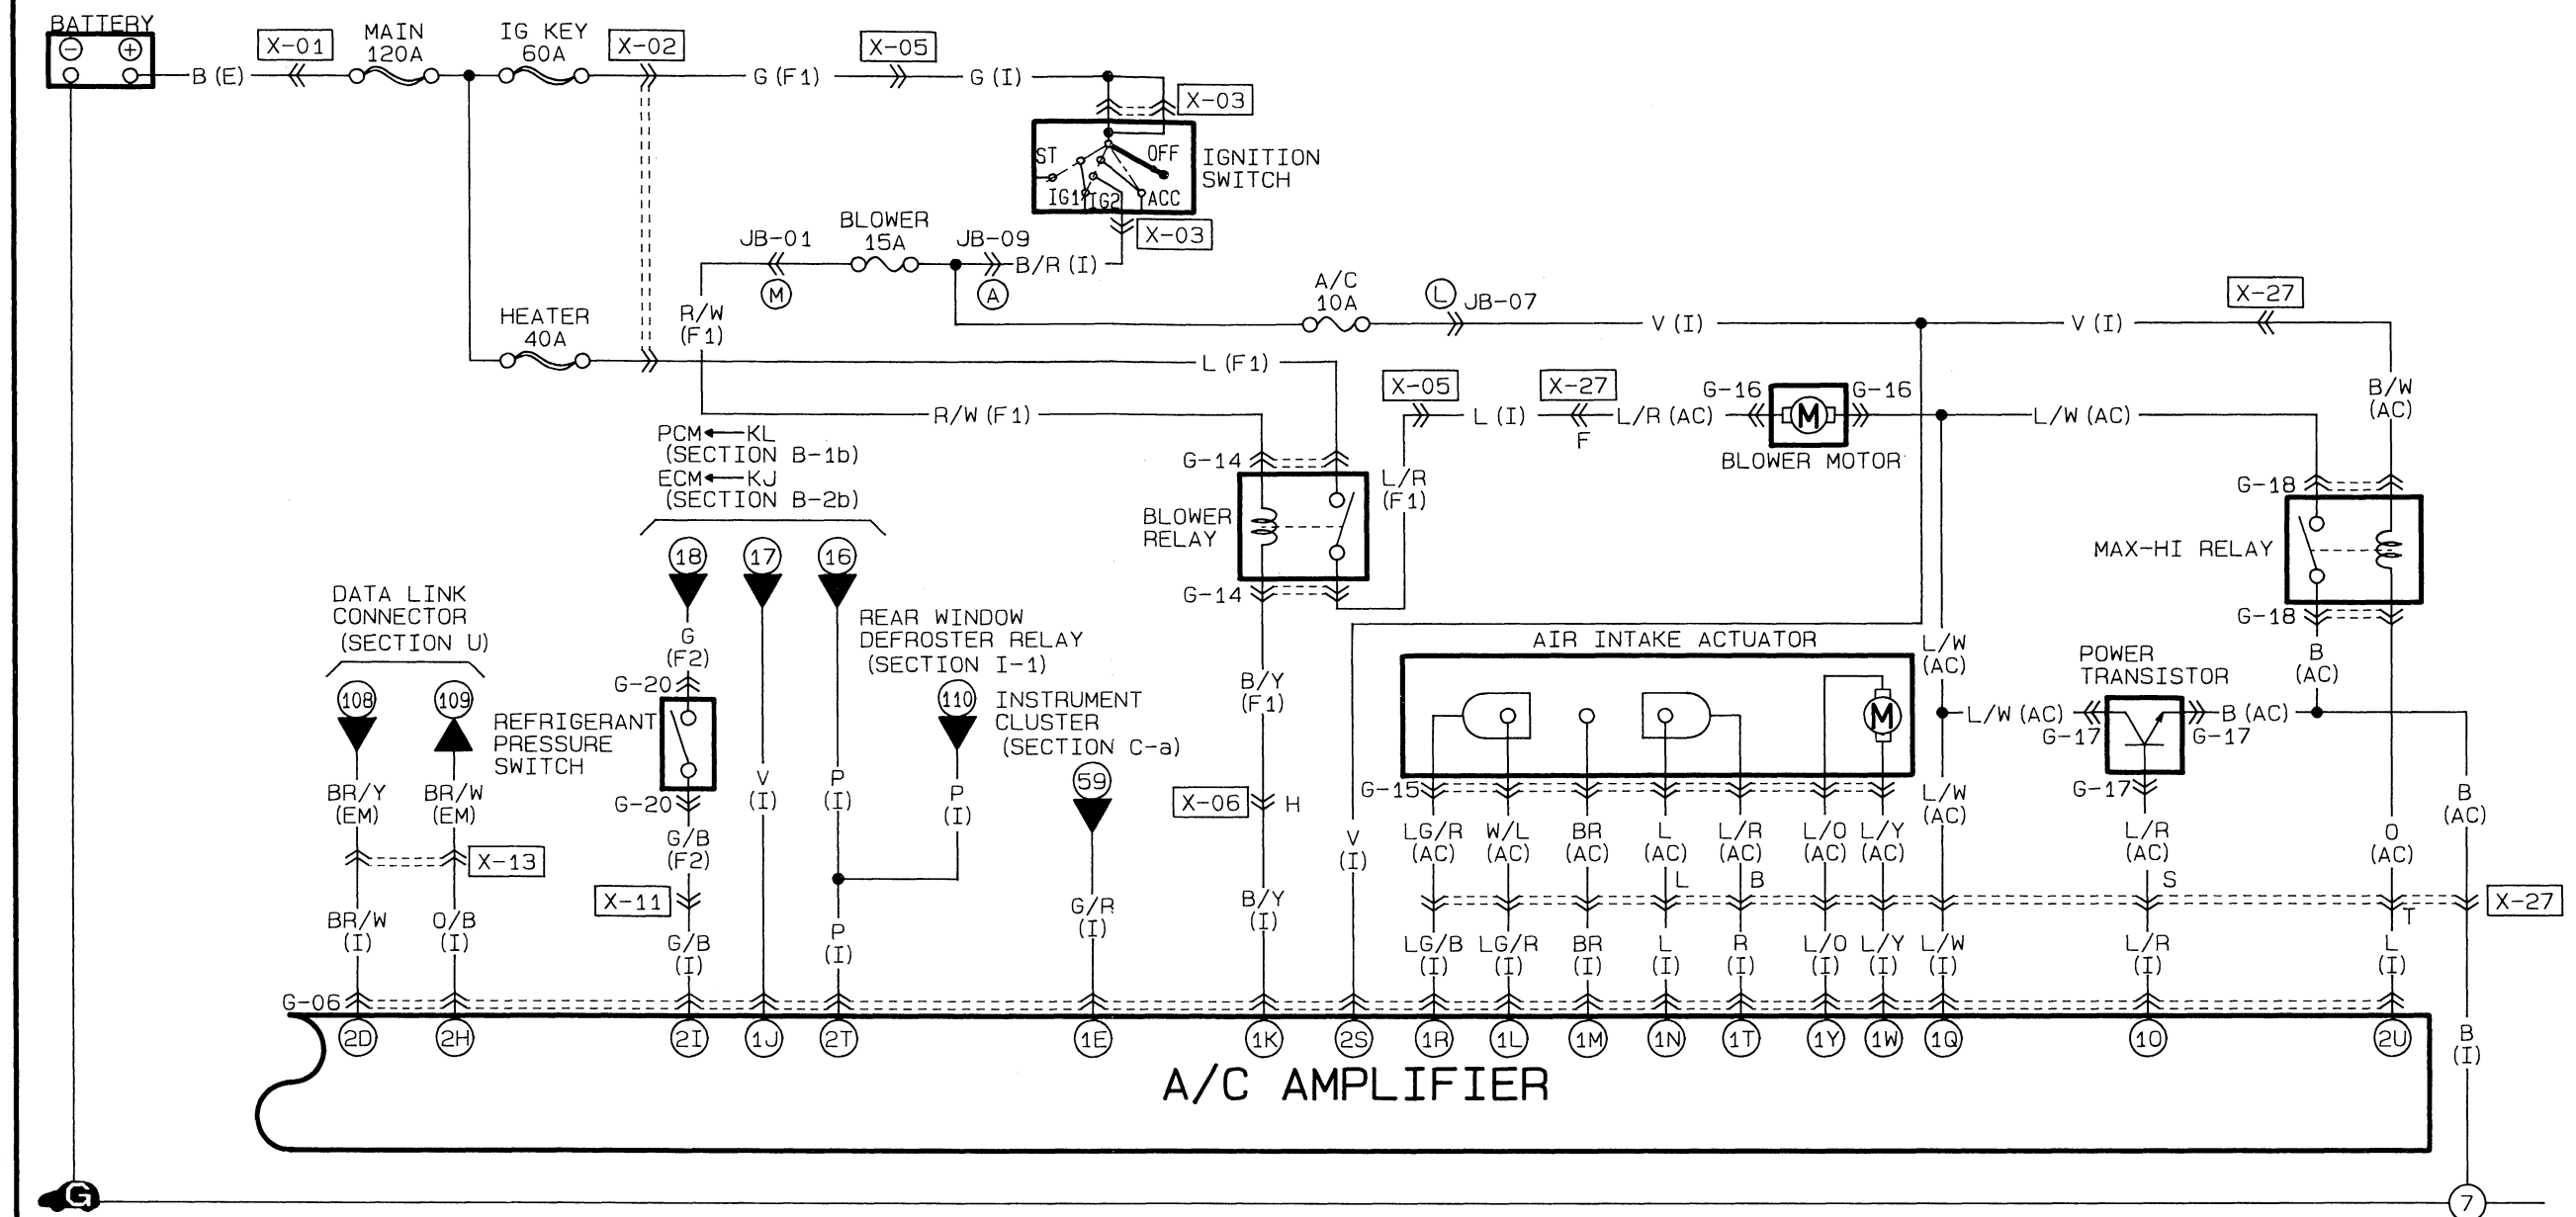 BATTERY
− +
B (E)
X-01
MAIN
120A
IG KEY
60A
X-02
G (F1)
X-05
G (I)
X-03
ST
OFF
IG1
IG2
ACC
IGNITION
SWITCH
X-03
JB-01
M
BLOWER
15A
JB-09
A
B/R (I)
R/W
(F1)
HEATER
40A
A/C
10A
L
JB-07
V (I)
V (I)
X-27
L (F1)
R/W (F1)
X-05
L (I)
X-27
F
L/R (AC)
G-16
M
G-16
BLOWER MOTOR
L/W (AC)
B/W
(AC)
PCM KL
(SECTION B-1b)
ECM KJ
(SECTION B-2b)
G-14
L/R
(F1)
BLOWER
RELAY
G-14
G-18
MAX-HI RELAY
G-18
18
17
16
DATA LINK
CONNECTOR
(SECTION U)
108
109
REAR WINDOW
DEFROSTER RELAY
(SECTION I-1)
110
G
(F2)
G-20
REFRIGERANT
PRESSURE
SWITCH
G-20
INSTRUMENT
CLUSTER
(SECTION C-a)
59
AIR INTAKE ACTUATOR
M
L/W
(AC)
POWER
TRANSISTOR
B
(AC)
L/W (AC)
G-17
B (AC)
G-17
G-17
B/Y
(F1)
X-06
H
G-15
BR/Y
(EM)
BR/W
(EM)
X-13
G/B
(F2)
X-11
V
(I)
P
(I)
P
(I)
V
(I)
LG/R
(AC)
W/L
(AC)
BR
(AC)
L
(AC)
L/R
(AC)
L/O
(AC)
L/Y
(AC)
L/W
(AC)
L/R
(AC)
O
(AC)
B
(AC)
L
B
S
T
X-27
BR/W
(I)
O/B
(I)
G/B
(I)
P
(I)
G/R
(I)
B/Y
(I)
LG/B
(I)
LG/R
(I)
BR
(I)
L
(I)
R
(I)
L/O
(I)
L/Y
(I)
L/W
(I)
L/R
(I)
L
(I)
B
(I)
G-06
2D
2H
2I
1J
2T
1E
1K
2S
1R
1L
1M
1N
1T
1Y
1W
1Q
1O
2U
A/C AMPLIFIER
G
7